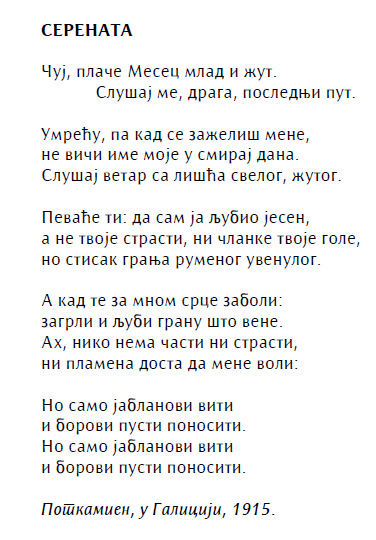 СЕРЕНАТА
Чуј, плаче Месец млад и жут.
Слушај ме, драга, последњи пут.
Умрећу, па кад се зажелиш мене,
не вичи име моје у смирај дана.
Слушај ветар са лишћа свелог, жутог.
Певаће ти: да сам ја љубио јесен,
а не твоје страсти, ни чланке твоје голе,
но стисак грања руменог увенулог.
А кад те за мном срце заболи:
загрли и љуби грану што вене.
Ах, нико нема части ни страсти,
ни пламена доста да мене воли:
Но само јабланови вити
и борови пусти поносити.
Но само јабланови вити
и борови пусти поносити.
Поткамиен, у Галицији, 1915.